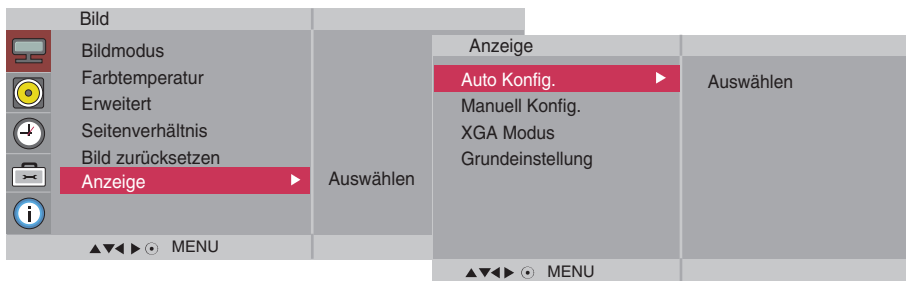 Bild
Bildmodus
Farbtemperatur
Erweitert
Seitenverhältnis
Bild zurücksetzen
Anzeige ▶ Auswählen
▲▼◀ ▶ ⊙ MENU
Anzeige
Auto Konfig. ▶ Auswählen
Manuell Konfig.
XGA Modus
Grundeinstellung
▲▼◀▶ ⊙ MENU